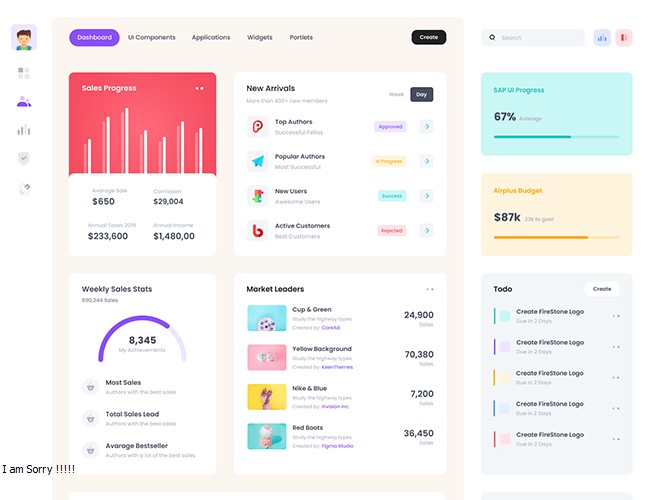 Dashboard UI Components Applications Widgets Portlets Create Search
Sales Progress
Avarage Sale Comission
$650 $29,004
Annual Taxes 2019 Annual Income
$233,600 $1,480,00
New Arrivals
More than 400+ new members
Week Day
Top Authors
Successful Fellas
Approved
Popular Authors
Most Successful
In Progress
New Users
Awesome Users
Success
Active Customers
Best Customers
Rejected
SAP UI Progress
67% Avarage
Airplus Budget
$87k 23k to goal
Weekly Sales Stats
890,344 Sales
8,345
My Achievements
Most Sales
Authors with the best sales
Total Sales Lead
Authors with the best sales
Avarage Bestseller
Authors with a lot of the best sales
Market Leaders
Cup & Green
Study the highway types
Created by: CoreAd
24,900
Sales
Yellow Background
Study the highway types
Created by: KeenThemes
70,380
Sales
Nike & Blue
Study the highway types
Created by: Invision Inc.
7,200
Sales
Red Boots
Study the highway types
Created by: Figma Studio
36,450
Sales
Todo Create
Create FireStone Logo
Due in 2 Days
Create FireStone Logo
Due in 2 Days
Create FireStone Logo
Due in 2 Days
Create FireStone Logo
Due in 2 Days
Create FireStone Logo
Due in 2 Days
I am Sorry !!!!!